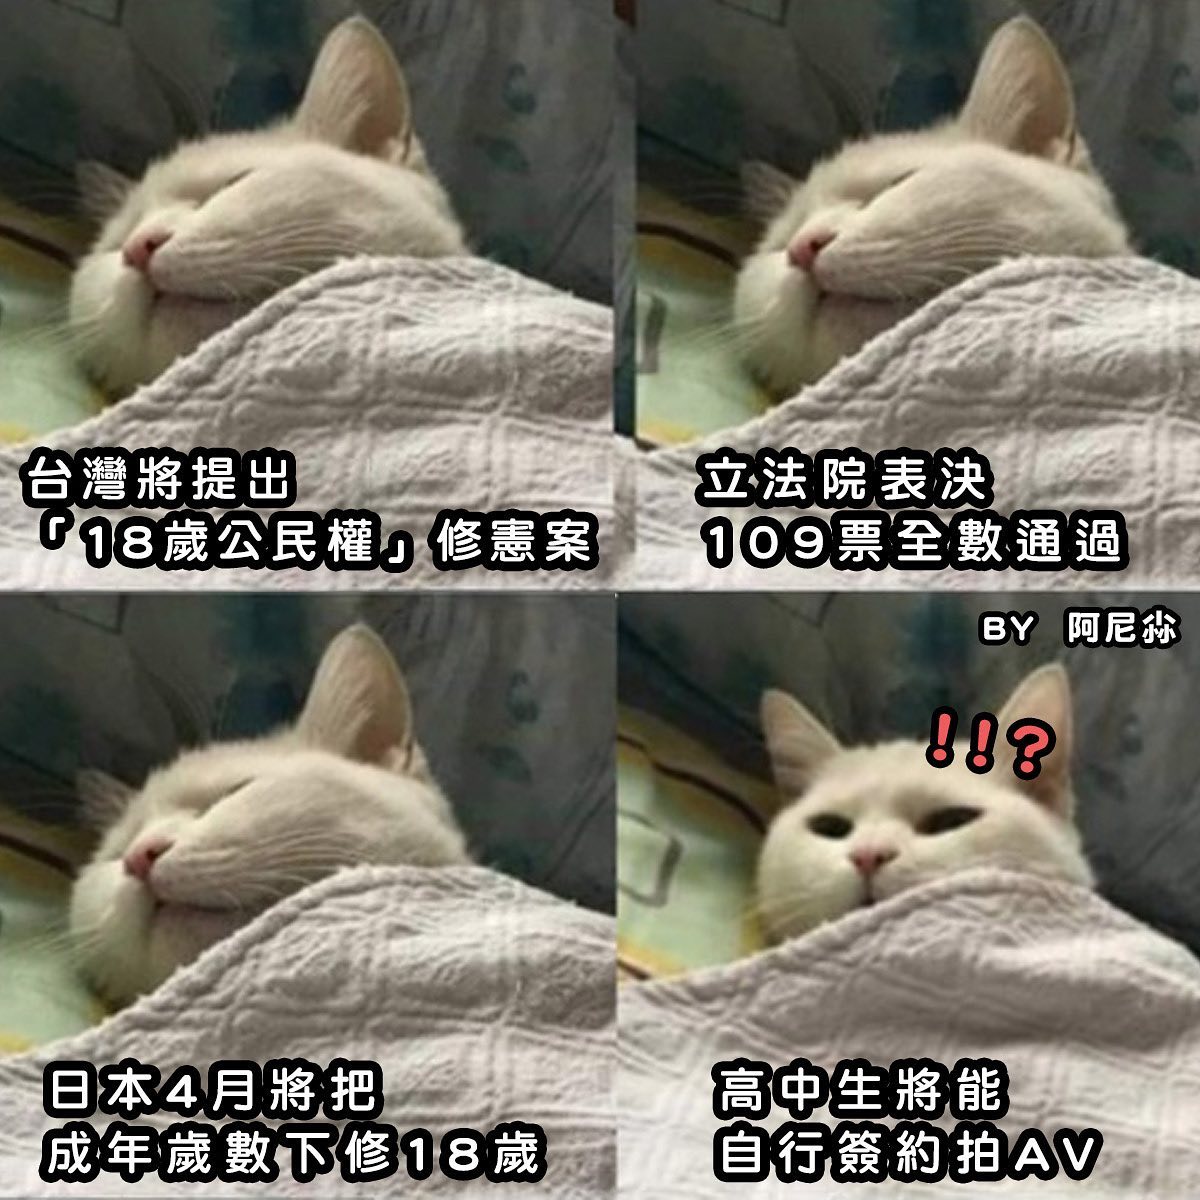 台灣將提出
「18歲公民權」修憲案
立法院表決
109票全數通過
日本4月將把
成年歲數下修18歲
BY 阿尼尛
!!?
高中生將能
自行簽約拍AV